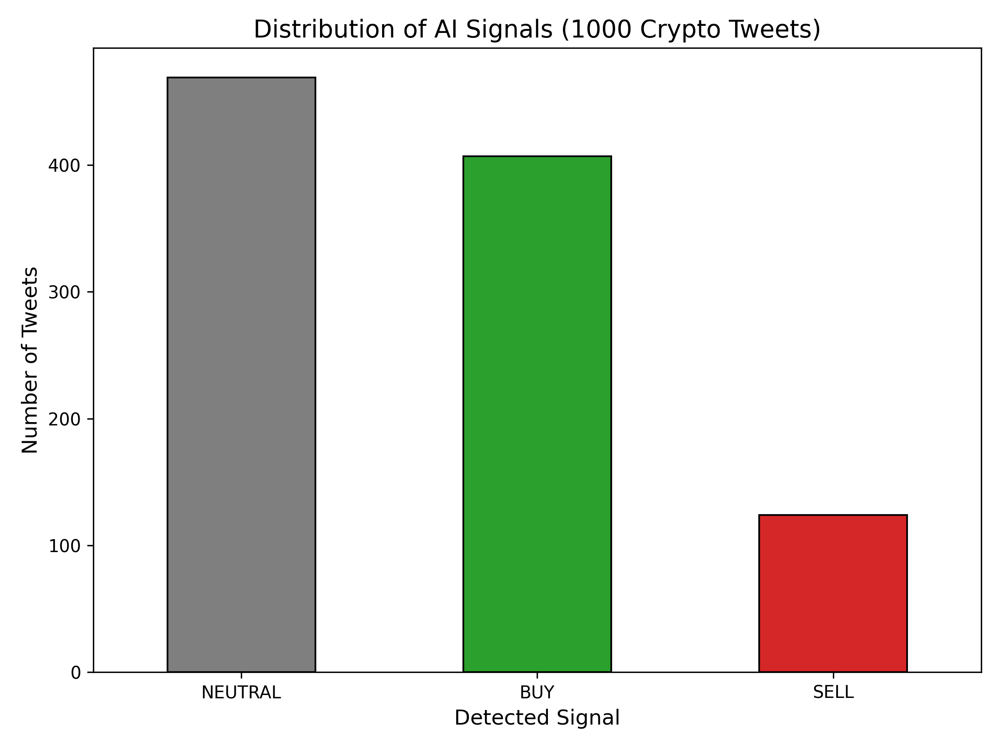 Distribution of AI Signals (1000 Crypto Tweets)
Number of Tweets
400
300
200
100
0
NEUTRAL
BUY
SELL
Detected Signal